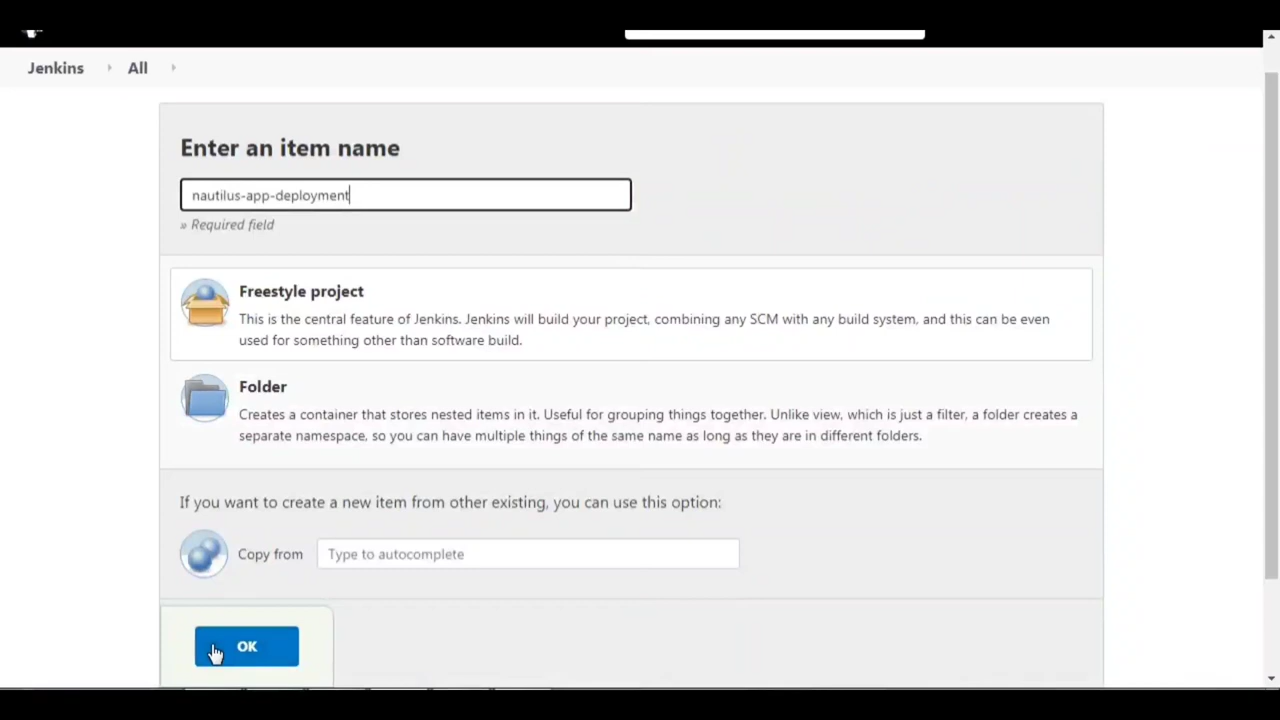 Jenkins All
Enter an item name
nautilus-app-deployment
» Required field
Freestyle project
This is the central feature of Jenkins. Jenkins will build your project, combining any SCM with any build system, and this can be even
used for something other than software build.
Folder
Creates a container that stores nested items in it. Useful for grouping things together. Unlike view, which is just a filter, a folder creates a
separate namespace, so you can have multiple things of the same name as long as they are in different folders.
If you want to create a new item from other existing, you can use this option:
Copy from Type to autocomplete
OK